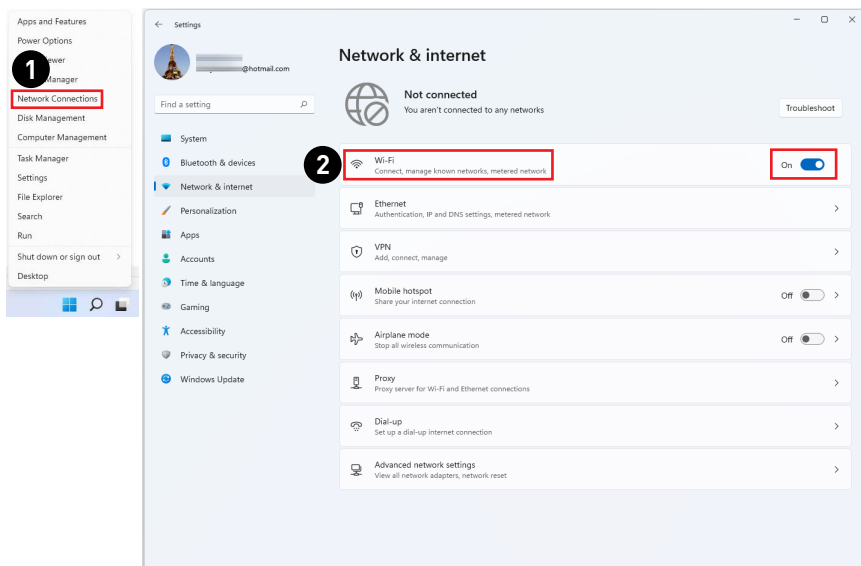 Apps and Features
Power Options
ewer
Manager
1
Network Connections
Disk Management
Computer Management
Task Manager
Settings
File Explorer
Search
Run
Shut down or sign out
Desktop
Settings
@hotmail.com
Find a setting
System
Bluetooth & devices
Network & internet
Personalization
Apps
Accounts
Time & language
Gaming
Accessibility
Privacy & security
Windows Update
Network & internet
Not connected
You aren't connected to any networks
Troubleshoot
2
Wi-Fi
Connect, manage known networks, metered network
On
Ethernet
Authentication, IP and DNS settings, metered network
VPN
Add, connect, manage
Mobile hotspot
Share your internet connection
Off
Airplane mode
Stop all wireless communication
Off
Proxy
Proxy server for Wi-Fi and Ethernet connections
Dial-up
Set up a dial-up internet connection
Advanced network settings
View all network adapters, network reset